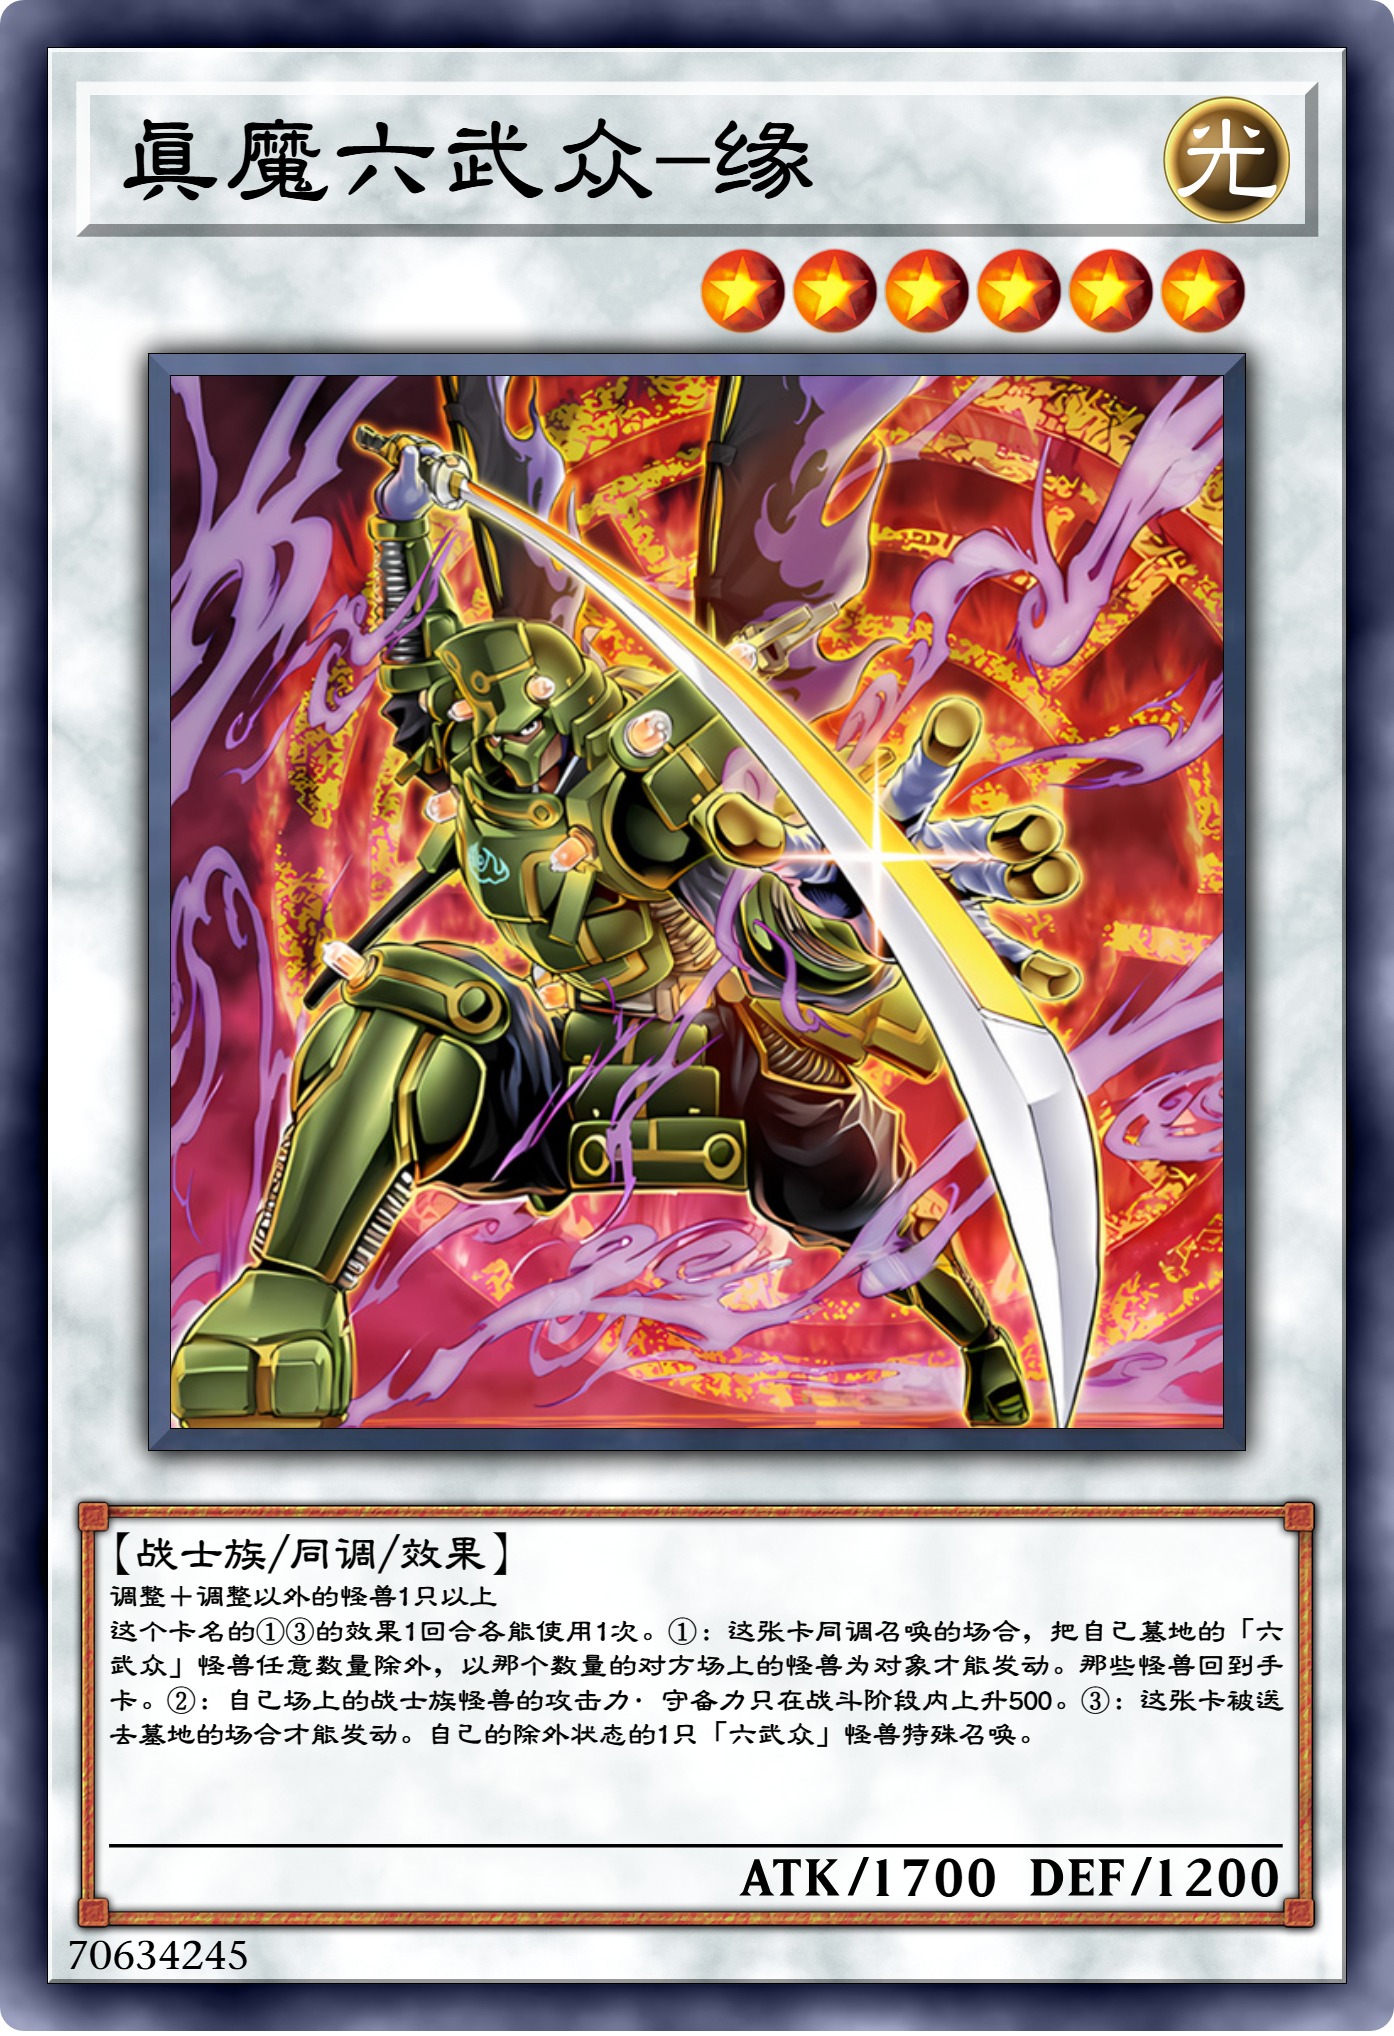 眞魔六武众-缘
光
【战士族/同调/效果】
调整＋调整以外的怪兽1只以上
这个卡名的①③的效果1回合各能使用1次。①：这张卡同调召唤的场合，把自己墓地的「六
武众」怪兽任意数量除外，以那个数量的对方场上的怪兽为对象才能发动。那些怪兽回到手
卡。②：自己场上的战士族怪兽的攻击力·守备力只在战斗阶段内上升500。③：这张卡被送
去墓地的场合才能发动。自己的除外状态的1只「六武众」怪兽特殊召唤。
ATK/1700 DEF/1200
70634245